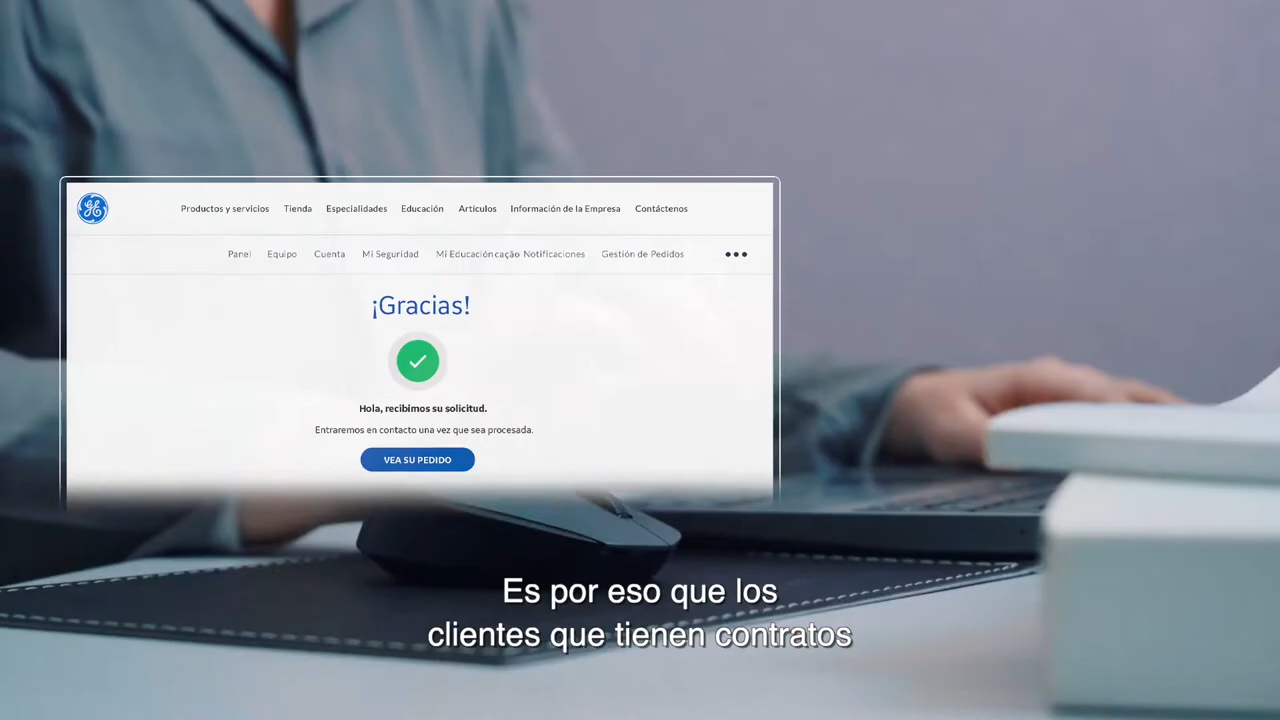 Productos y servicios Tienda Especialidades Educación Artículos Información de la Empresa Contáctenos
Panel Equipo Cuenta Mi Seguridad Mi Educacióncação Notificaciones Gestión de Pedidos
¡Gracias!
Hola, recibimos su solicitud.
Entraremos en contacto una vez que sea procesada.
VEA SU PEDIDO
Es por eso que los
clientes que tienen contratos